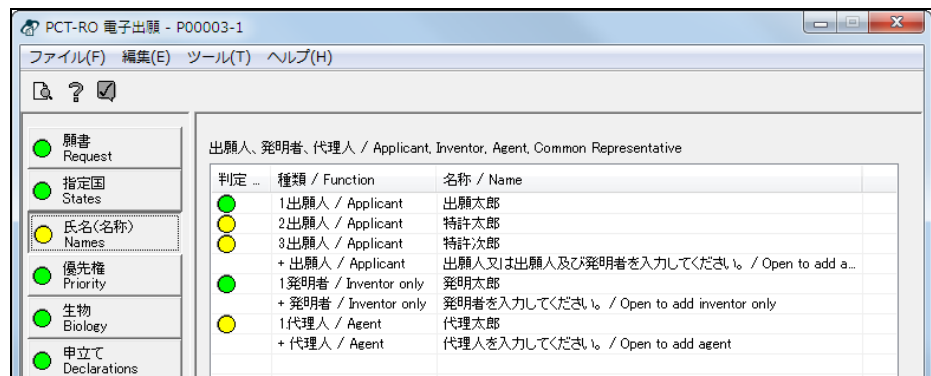 PCT-RO 電子出願 - P00003-1
ファイル(F) 編集(E) ツール(T) ヘルプ(H)
願書
Request
指定国
States
氏名(名称)
Names
優先権
Priority
生物
Biology
申立て
Declarations
出願人、発明者、代理人 / Applicant, Inventor, Agent, Common Representative
判定 ... 種類 / Function 名称 / Name
1出願人 / Applicant 出願太郎
2出願人 / Applicant 特許太郎
3出願人 / Applicant 特許次郎
+ 出願人 / Applicant 出願人又は出願人及び発明者を入力してください。 / Open to add a...
1発明者 / Inventor only 発明太郎
+ 発明者 / Inventor only 発明者を入力してください。 / Open to add inventor only
1代理人 / Agent 代理太郎
+ 代理人 / Agent 代理人を入力してください。 / Open to add agent